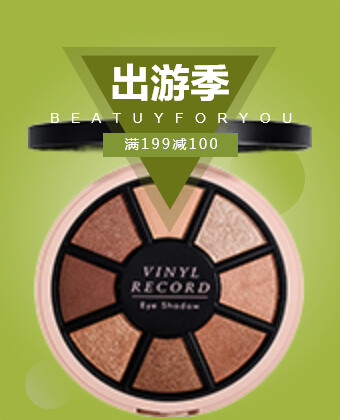 出游季
BEATUYFORYOU
满199减100
VINYL
RECORD
Eye Shadow